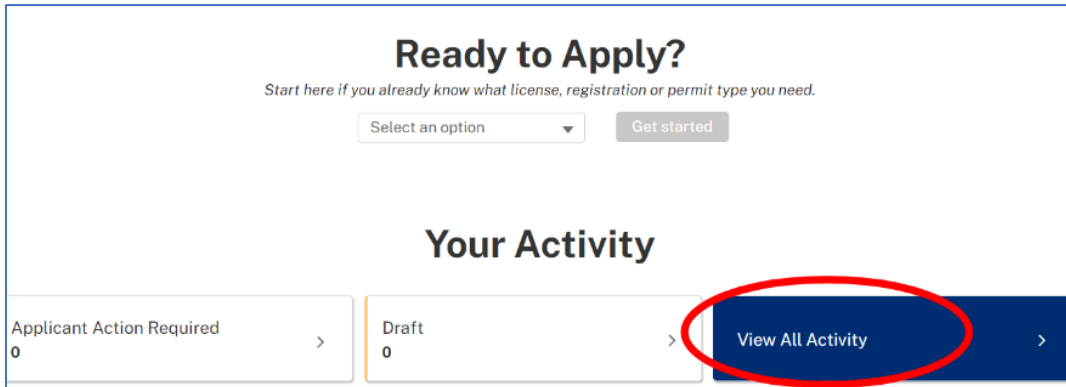 Ready to Apply?
Start here if you already know what license, registration or permit type you need.
Select an option
Get started
Your Activity
Applicant Action Required
0
Draft
0
View All Activity